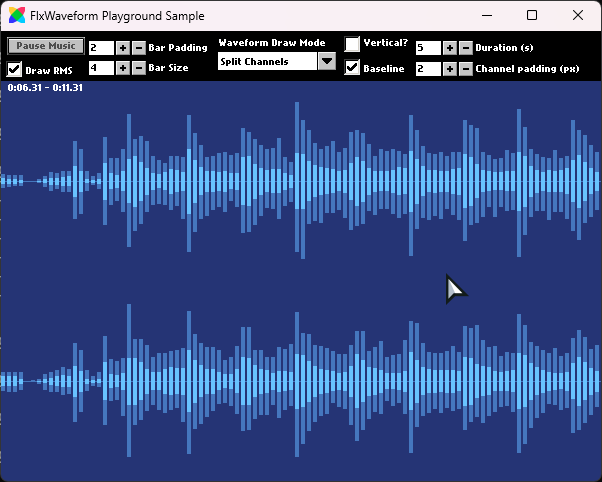 FlxWaveform Playground Sample
Pause Music
2 + − Bar Padding
Waveform Draw Mode
Vertical?
5 + − Duration (s)
Draw RMS
4 + − Bar Size
Split Channels
Baseline
2 + − Channel padding (px)
0:06.31 - 0:11.31